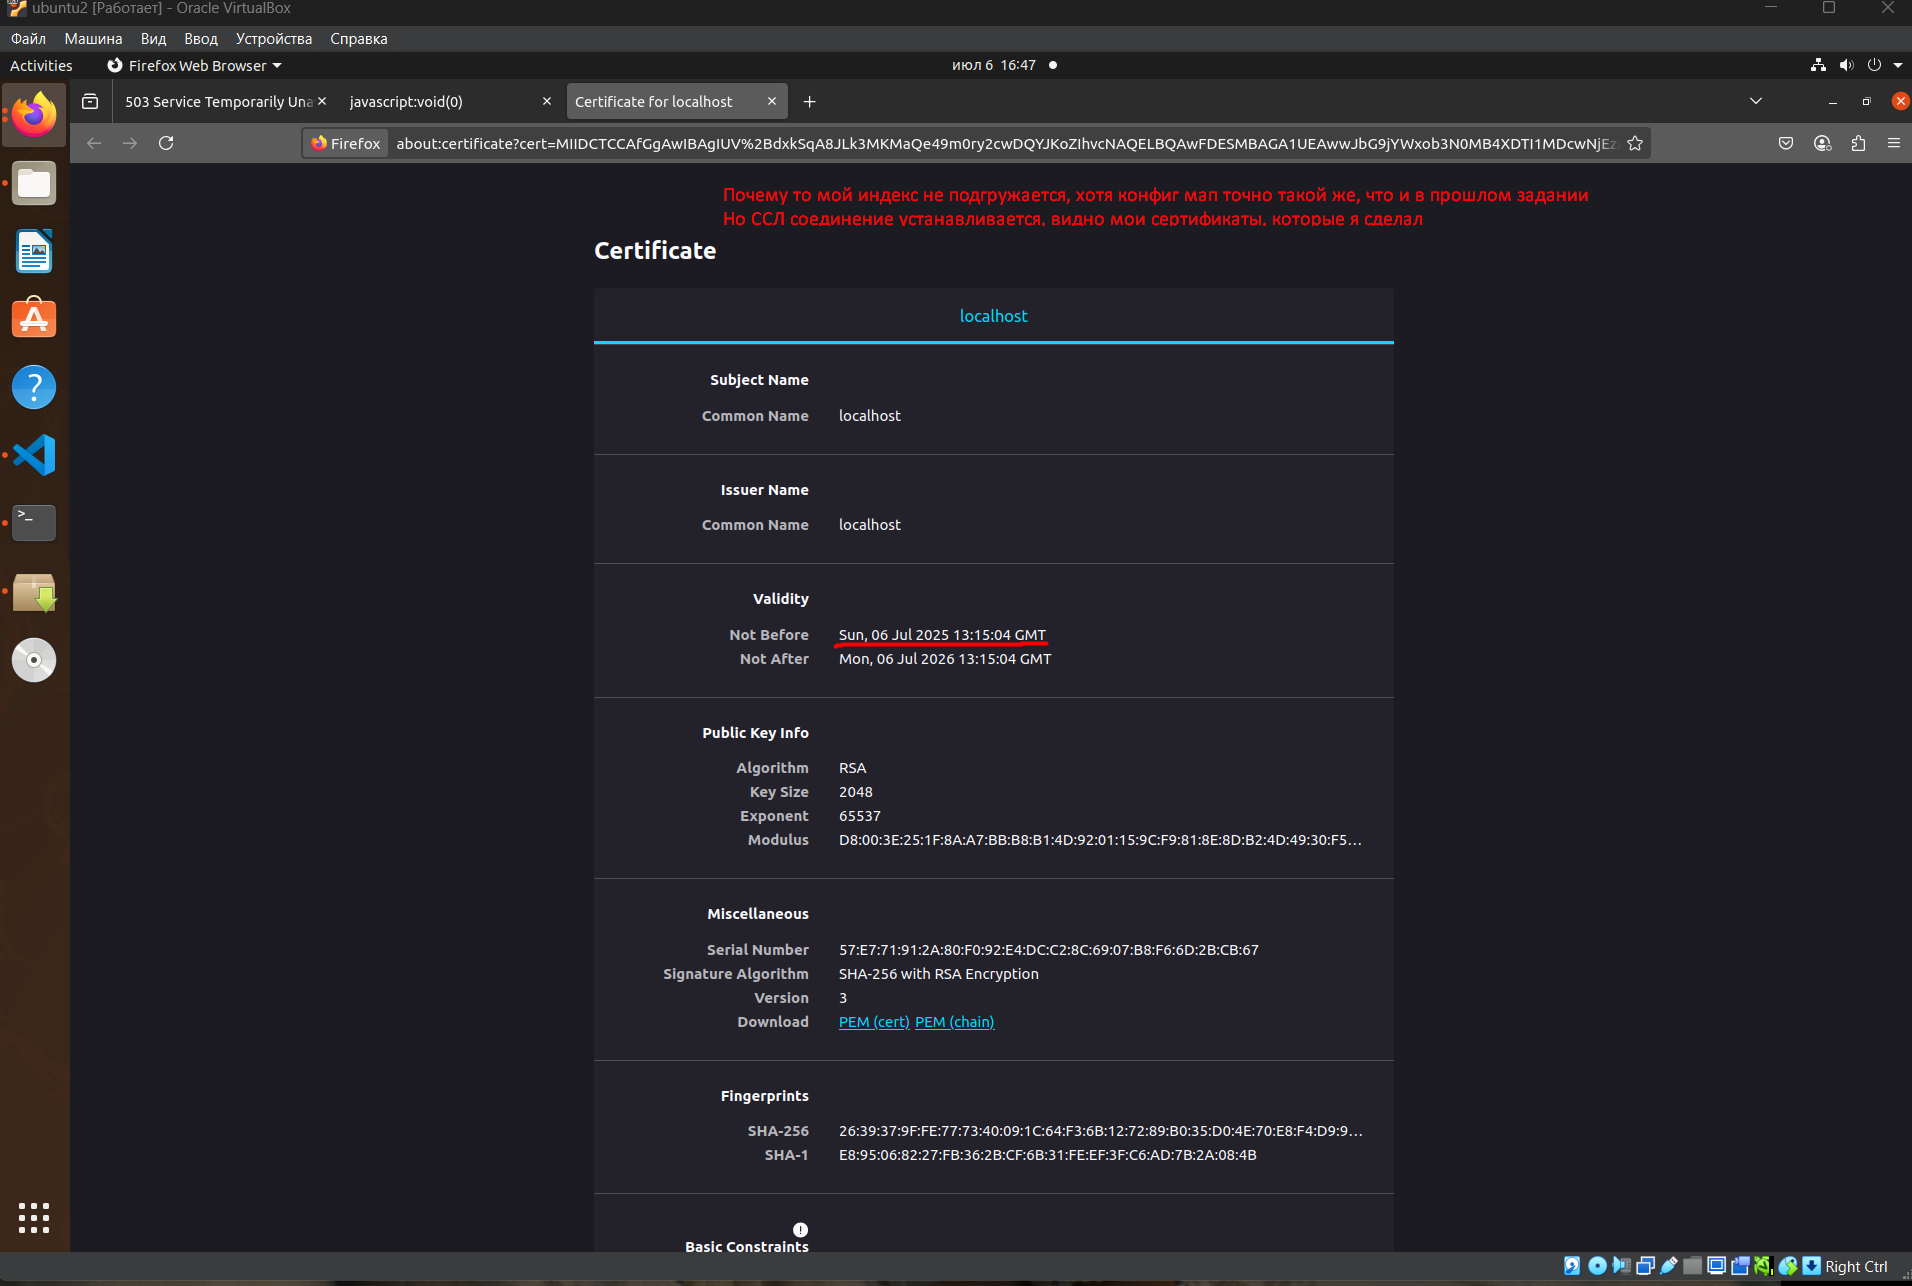 ubuntu2 [Работает] - Oracle VirtualBox
Файл Машина Вид Ввод Устройства Справка
Activities Firefox Web Browser июл 6 16:47
503 Service Temporarily Una javascript:void(0) Certificate for localhost
Firefox about:certificate?cert=MIIDCTCCAfGgAwIBAgIUV%2BdxkSqA8JLk3MKMaQe49m0ry2cwDQYJKoZIhvcNAQELBQAwFDESMBAGA1UEAwwJbG9jYWxob3N0MB4XDTI1MDcwNjEz
Почему то мой индекс не подгружается, хотя конфиг мап точно такой же, что и в прошлом задании
Но ССЛ соединение устанавливается, видно мои сертификаты, которые я сделал
Certificate
localhost
Subject Name
Common Name localhost
Issuer Name
Common Name localhost
Validity
Not Before Sun, 06 Jul 2025 13:15:04 GMT
Not After Mon, 06 Jul 2026 13:15:04 GMT
Public Key Info
Algorithm RSA
Key Size 2048
Exponent 65537
Modulus D8:00:3E:25:1F:8A:A7:BB:B8:B1:4D:92:01:15:9C:F9:81:8E:8D:B2:4D:49:30:F5…
Miscellaneous
Serial Number 57:E7:71:91:2A:80:F0:92:E4:DC:C2:8C:69:07:B8:F6:6D:2B:CB:67
Signature Algorithm SHA-256 with RSA Encryption
Version 3
Download PEM (cert) PEM (chain)
Fingerprints
SHA-256 26:39:37:9F:FE:77:73:40:09:1C:64:F3:6B:12:72:89:B0:35:D0:4E:70:E8:F4:D9:9…
SHA-1 E8:95:06:82:27:FB:36:2B:CF:6B:31:FE:EF:3F:C6:AD:7B:2A:08:4B
Basic Constraints
Right Ctrl